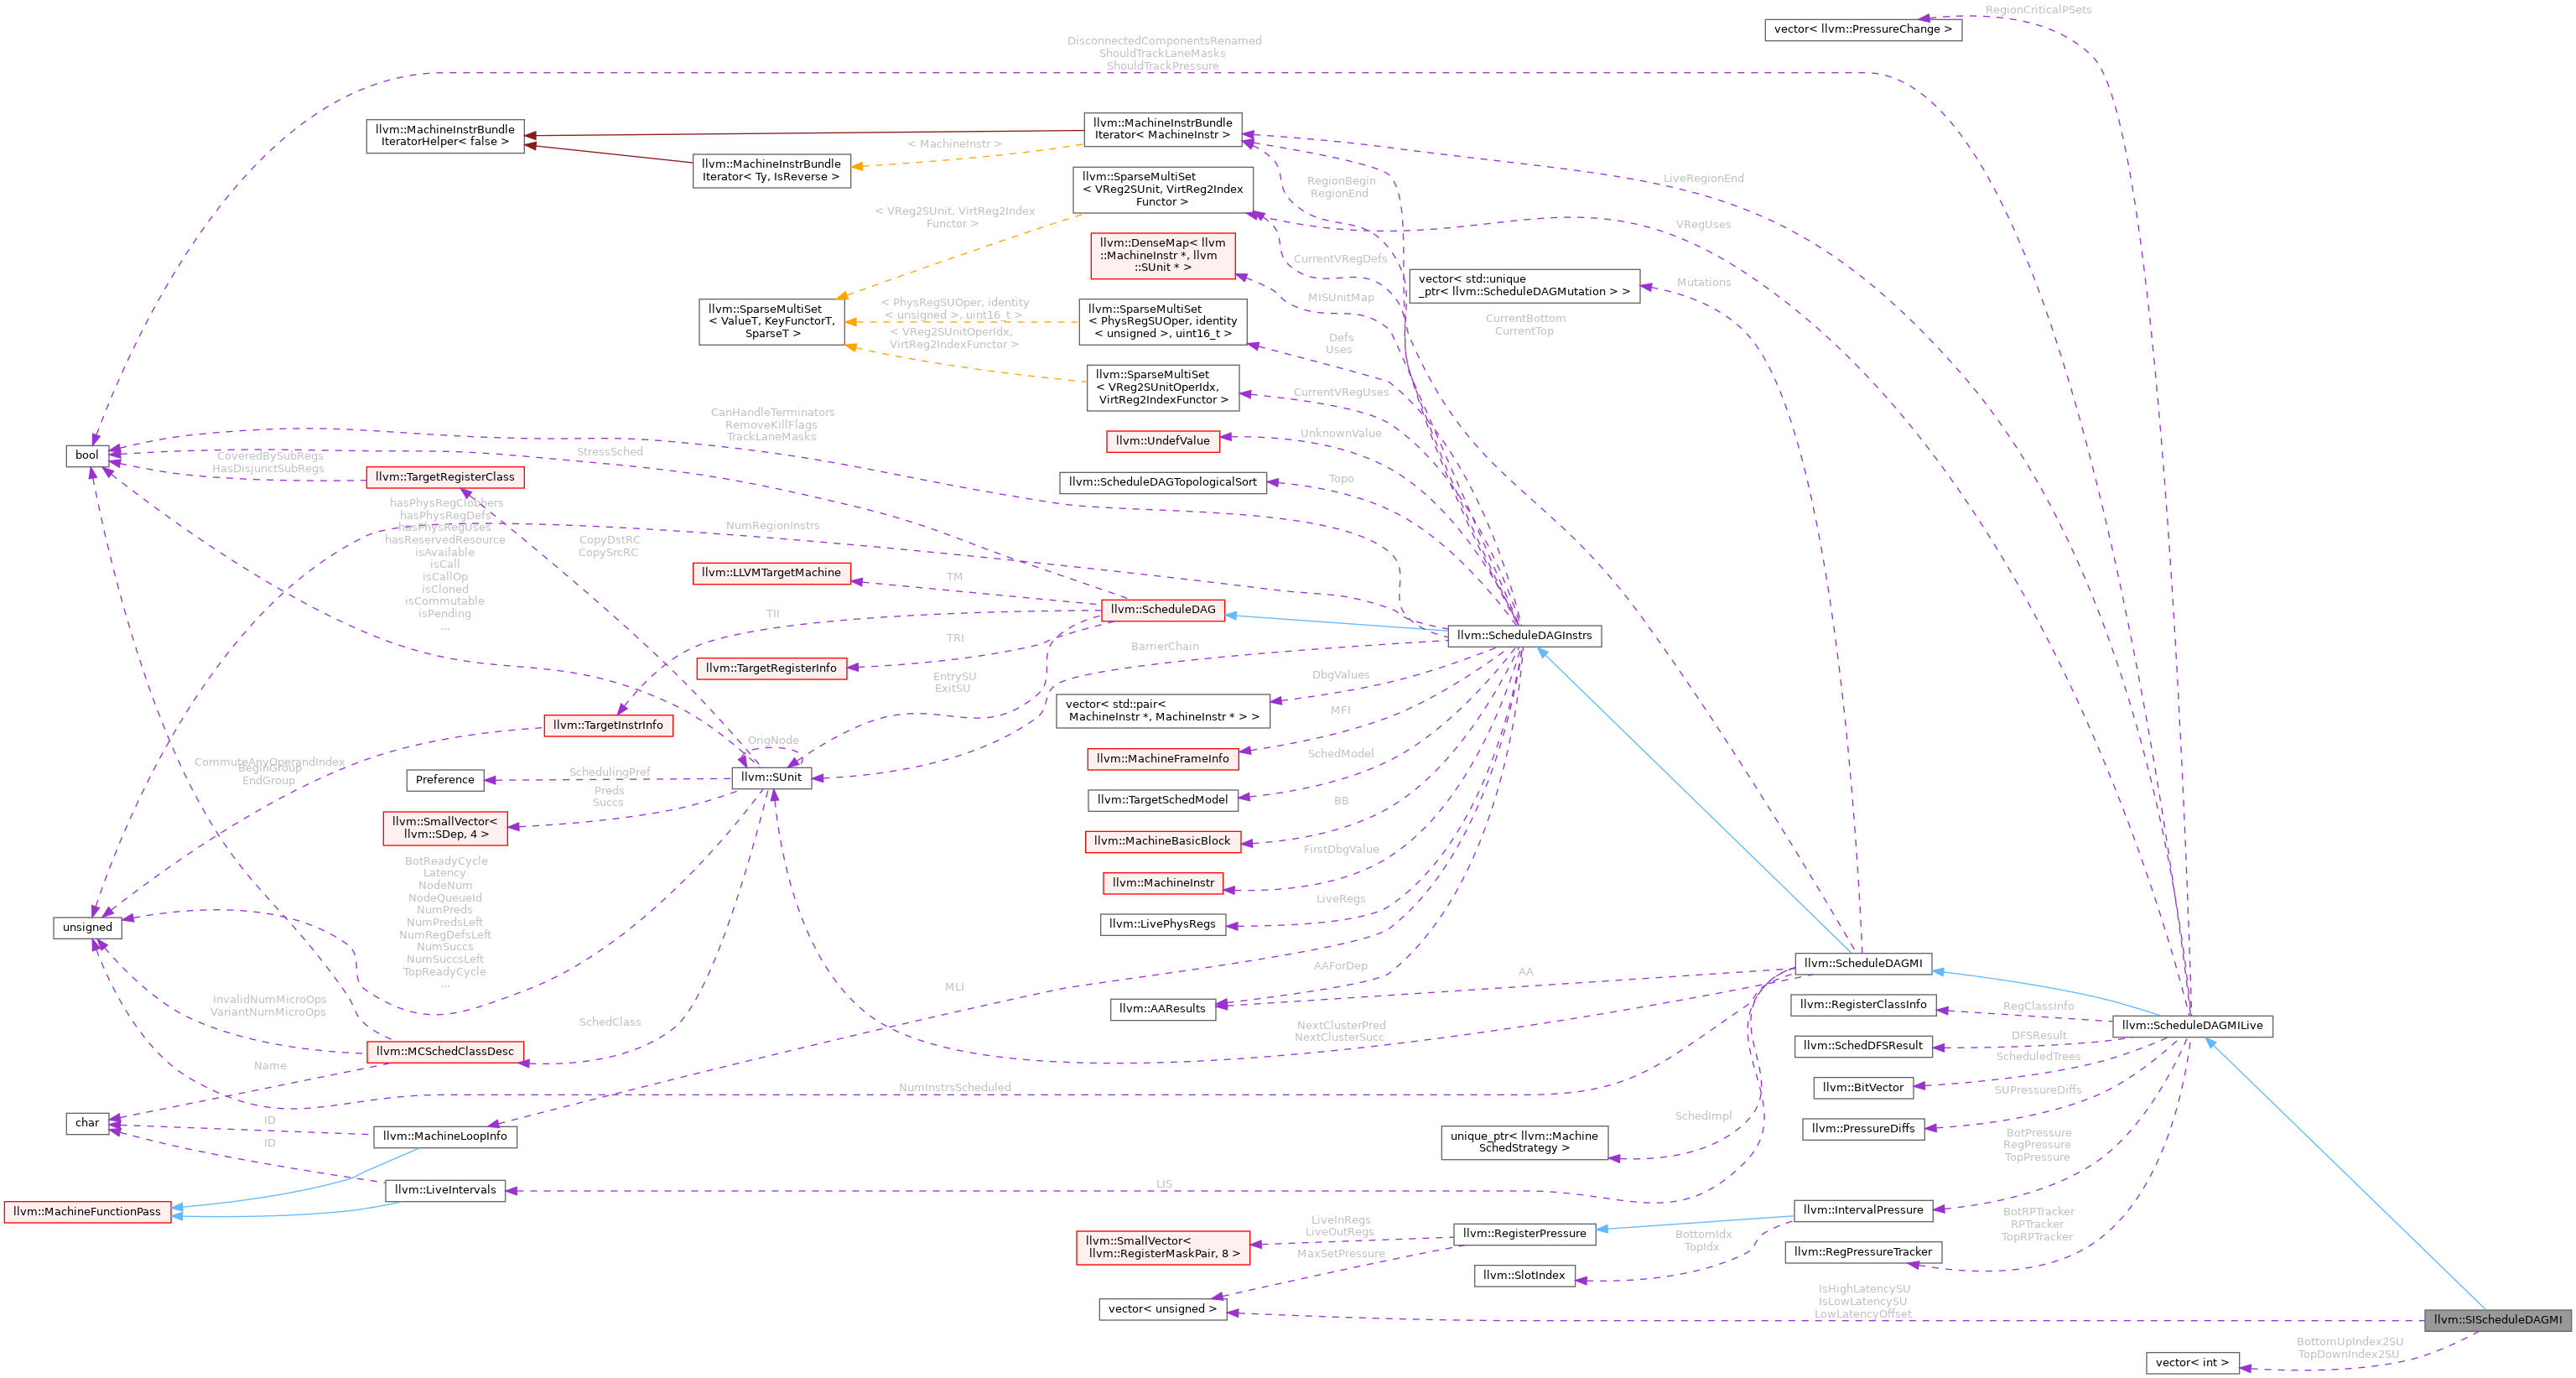 RegionCriticalPSets
vector< llvm::PressureChange >
DisconnectedComponentsRenamed
ShouldTrackLaneMasks
ShouldTrackPressure
llvm::MachineInstrBundle
IteratorHelper< false >
llvm::MachineInstrBundle
Iterator< MachineInstr >
< MachineInstr >
llvm::MachineInstrBundle
Iterator< Ty, IsReverse >
llvm::SparseMultiSet
< VReg2SUnit, VirtReg2Index
Functor >
RegionBegin
RegionEnd
LiveRegionEnd
< VReg2SUnit, VirtReg2Index
Functor >
VRegUses
llvm::DenseMap< llvm
::MachineInstr *, llvm
::SUnit * >
CurrentVRegDefs
vector< std::unique
_ptr< llvm::ScheduleDAGMutation > >
Mutations
MISUnitMap
llvm::SparseMultiSet
< ValueT, KeyFunctorT,
SparseT >
< PhysRegSUOper, identity
< unsigned >, uint16_t >
llvm::SparseMultiSet
< PhysRegSUOper, identity
< unsigned >, uint16_t >
CurrentBottom
CurrentTop
< VReg2SUnitOperIdx,
VirtReg2IndexFunctor >
Defs
Uses
llvm::SparseMultiSet
< VReg2SUnitOperIdx,
VirtReg2IndexFunctor >
CurrentVRegUses
CanHandleTerminators
RemoveKillFlags
TrackLaneMasks
llvm::UndefValue
UnknownValue
bool
StressSched
CoveredBySubRegs
HasDisjunctSubRegs
llvm::TargetRegisterClass
llvm::ScheduleDAGTopologicalSort
Topo
hasPhysRegClobbers
hasPhysRegDefs
hasPhysRegUses
hasReservedResource
isAvailable
isCall
isCallOp
isCloned
isCommutable
isPending
...
NumRegionInstrs
CopyDstRC
CopySrcRC
llvm::LLVMTargetMachine
TM
llvm::ScheduleDAG
TII
llvm::ScheduleDAGInstrs
TRI
llvm::TargetRegisterInfo
BarrierChain
EntrySU
ExitSU
DbgValues
vector< std::pair<
MachineInstr *, MachineInstr * > >
MFI
llvm::TargetInstrInfo
OrigNode
llvm::MachineFrameInfo
SchedModel
CommuteAnyOperandIndex
BeginGroup
EndGroup
Preference
SchedulingPref
llvm::SUnit
Preds
Succs
llvm::TargetSchedModel
BB
llvm::SmallVector<
llvm::SDep, 4 >
llvm::MachineBasicBlock
FirstDbgValue
BotReadyCycle
Latency
NodeNum
NodeQueueId
NumPreds
NumPredsLeft
NumRegDefsLeft
NumSuccs
NumSuccsLeft
TopReadyCycle
...
llvm::MachineInstr
LiveRegs
unsigned
llvm::LivePhysRegs
AAForDep
AA
llvm::ScheduleDAMI
MLI
InvalidNumMicroOps
VariantNumMicroOps
SchedClass
llvm::AAResults
llvm::RegisterClassInfo
RegClassInfo
llvm::ScheduleDAGMILive
NextClusterPred
NextClusterSucc
llvm::MCSchedClassDesc
llvm::SchedDFSResult
DFSResult
ScheduledTrees
Name
NumInstrsScheduled
llvm::BitVector
SUPressureDiffs
char
ID
llvm::MachineLoopInfo
ID
SchedImpl
unique_ptr< llvm::Machine
SchedStrategy >
llvm::PressureDiffs
BotPressure
RegPressure
TopPressure
llvm::LiveIntervals
LIS
llvm::MachineFunctionPass
llvm::IntervalPressure
BotRPTracker
RPTracker
TopRPTracker
LiveInRegs
LiveOutRegs
llvm::RegisterPressure
BottomIdx
TopIdx
llvm::SmallVector<
llvm::RegisterMaskPair, 8 >
MaxSetPressure
llvm::RegPressureTracker
llvm::SlotIndex
vector< unsigned >
IsHighLatencySU
IsLowLatencySU
LowLatencyOffset
llvm::SIScheduleDAGMI
BottomUpIndex2SU
TopDownIndex2SU
vector< int >